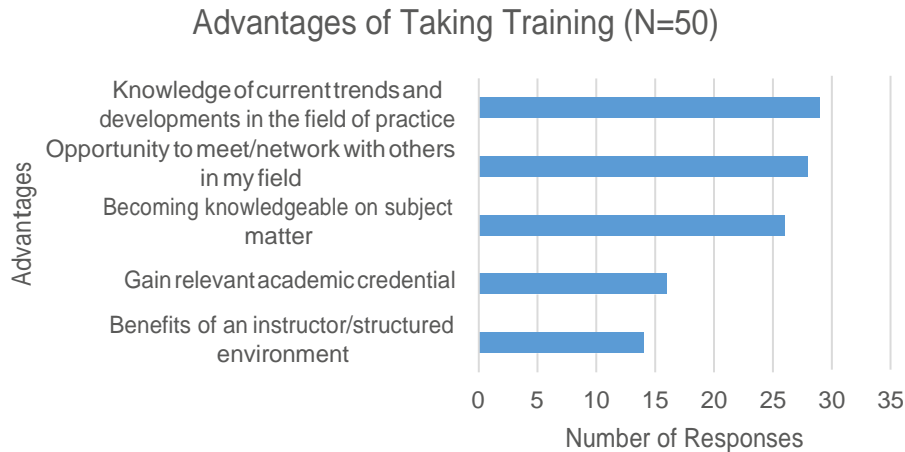 Advantages of Taking Training (N=50)
Advantages
Knowledge of current trends and
developments in the field of practice
Opportunity to meet/network with others
in my field
Becoming knowledgeable on subject
matter
Gain relevant academic credential
Benefits of an instructor/structured
environment
0 5 10 15 20 25 30 35
Number of Responses